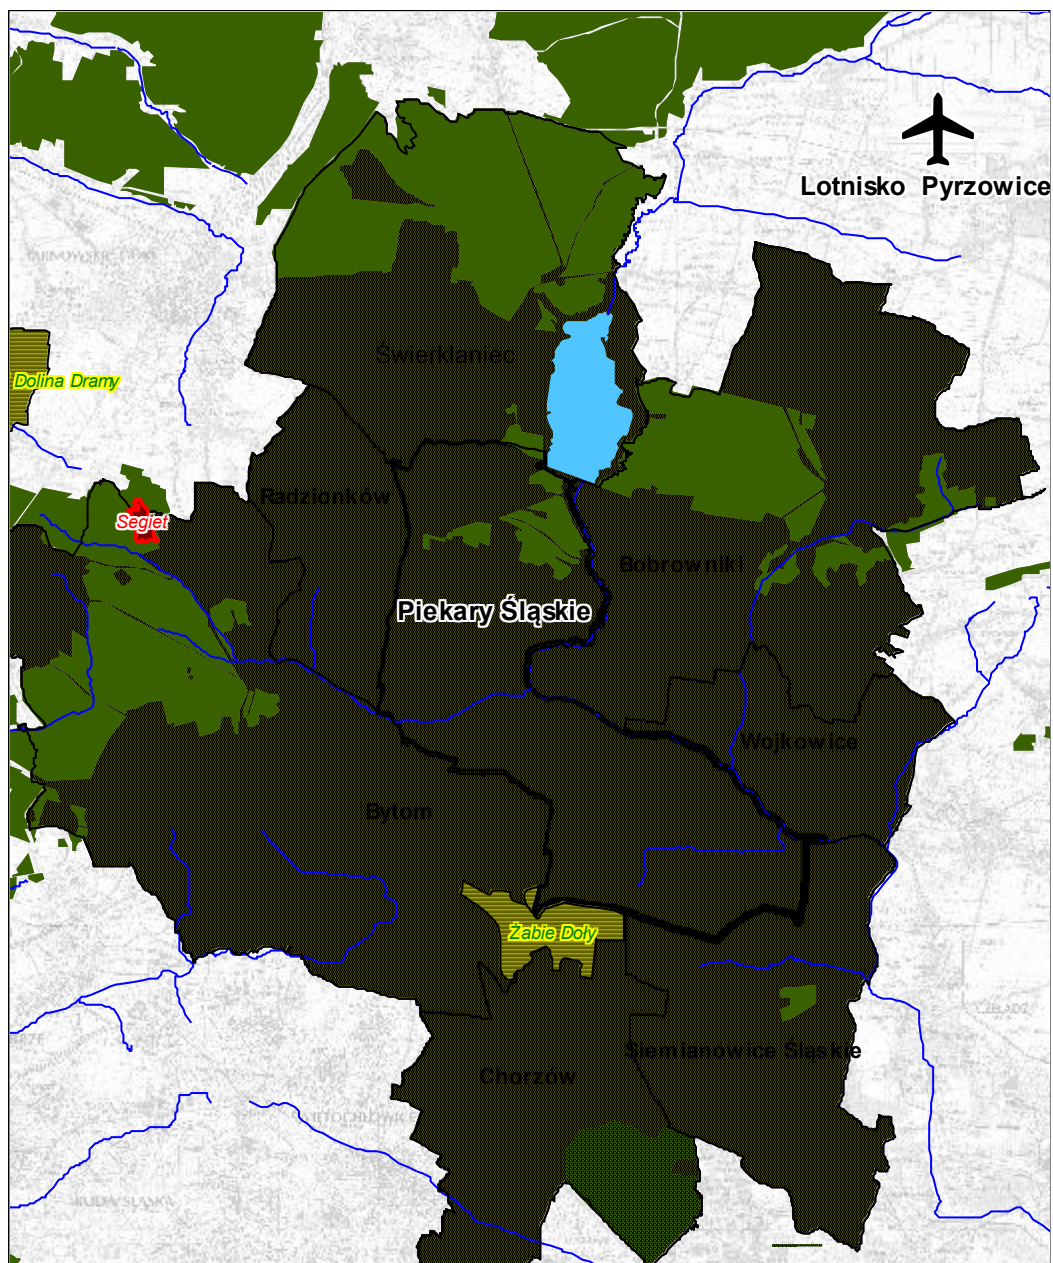 Lotnisko Pyrzowice
Świerklaniec
Dolina Dramy
Radzionków
Segiet
Bobrowniki
Piekary Śląskie
Wojkowice
Bytom
Żabie Doły
Siemianowice Śląskie
Chorzów